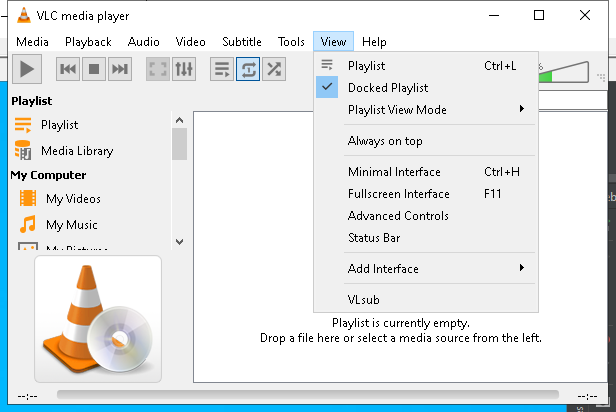 VLC media player
Media Playback Audio Video Subtitle Tools View Help
%
Playlist
Playlist
Media Library
My Computer
My Videos
My Music
Playlist Ctrl+L
Docked Playlist
Playlist View Mode
Always on top
Minimal Interface Ctrl+H
Fullscreen Interface F11
Advanced Controls
Status Bar
Add Interface
VLsub
Playlist is currently empty.
Drop a file here or select a media source from the left.
--:-- --:--